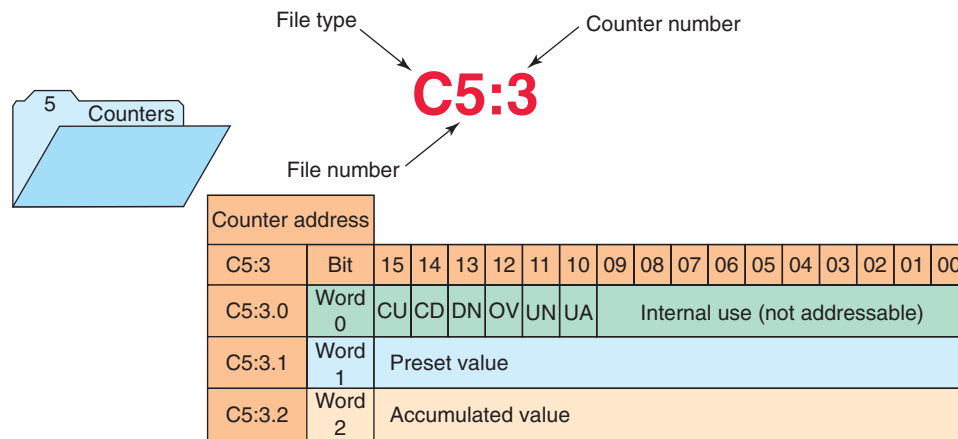 File type
Counter number
C5:3
5
Counters
File number
Counter address
C5:3 Bit 15 14 13 12 11 10 09 08 07 06 05 04 03 02 01 00
C5:3.0 Word 0 CU CD DN OV UN UA Internal use (not addressable)
C5:3.1 Word 1 Preset value
C5:3.2 Word 2 Accumulated value